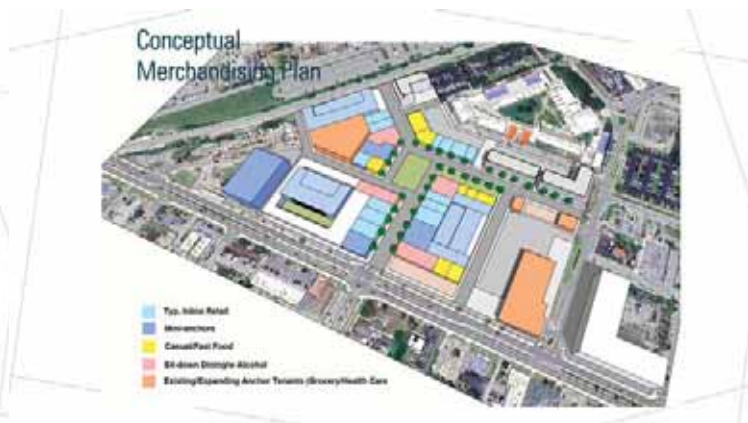 Conceptual
Merchandising Plan
Typ. Inline Retail
Mini-anchors
Casual/Fast Food
Sit-down Dining/w Alcohol
Existing/Expanding Anchor Tenants (Grocery/Health Care